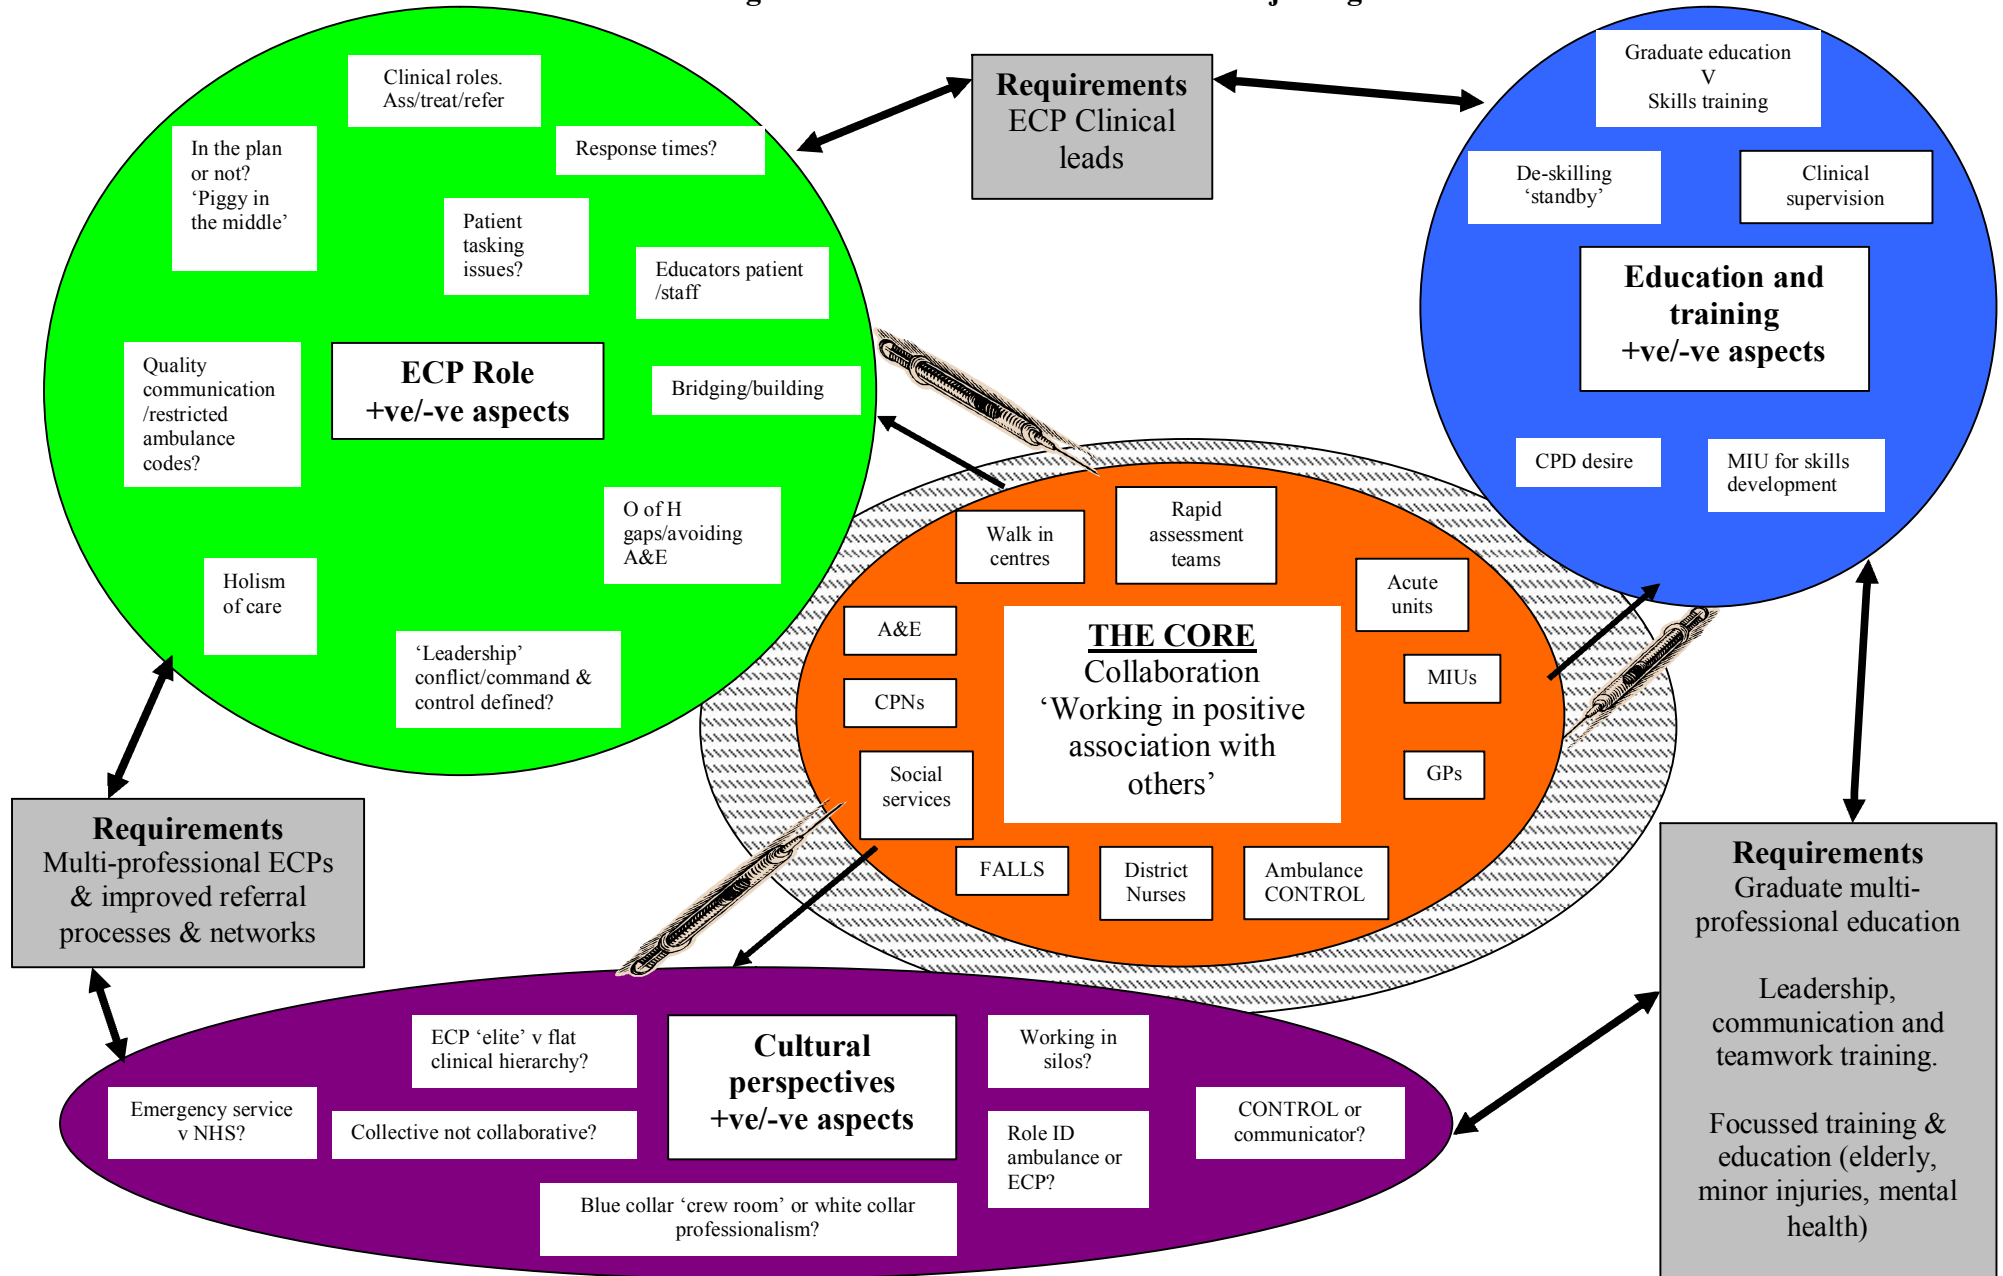 Clinical roles.
Ass/treat/refer
In the plan
or not?
‘Piggy in
the middle’
Response times?
Patient
tasking
issues?
Educators patient
/staff
Quality
communication
/restricted
ambulance
codes?
ECP Role
+ve/-ve aspects
Bridging/building
O of H
gaps/avoiding
A&E
Holism
of care
‘Leadership’
conflict/command &
control defined?
Requirements
ECP Clinical
leads
Graduate education
V
Skills training
De-skilling
‘standby’
Clinical
supervision
Education and
training
+ve/-ve aspects
CPD desire
MIU for skills
development
Walk in
centres
Rapid
assessment
teams
Acute
units
A&E
CPNs
Social
services
THE CORE
Collaboration
‘Working in positive
association with
others’
MIUs
GPs
FALLS
District
Nurses
Ambulance
CONTROL
Requirements
Multi-professional ECPs
& improved referral
processes & networks
Requirements
Graduate multi-
professional education
Leadership,
communication and
teamwork training.
Focussed training &
education (elderly,
minor injuries, mental
health)
ECP ‘elite’ v flat
clinical hierarchy?
Cultural
perspectives
+ve/-ve aspects
Working in
silos?
Emergency service
v NHS?
Collective not collaborative?
Role ID
ambulance or
ECP?
CONTROL or
communicator?
Blue collar ‘crew room’ or white collar
professionalism?